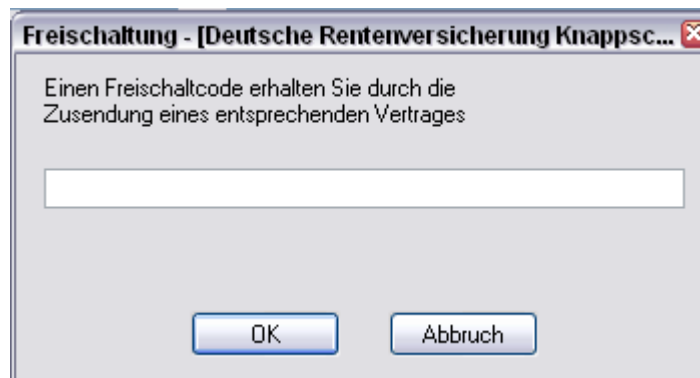 Freischaltung - [Deutsche Rentenversicherung Knappsc...
Einen Freischaltcode erhalten Sie durch die
Zusendung eines entsprechenden Vertrages
OK Abbruch